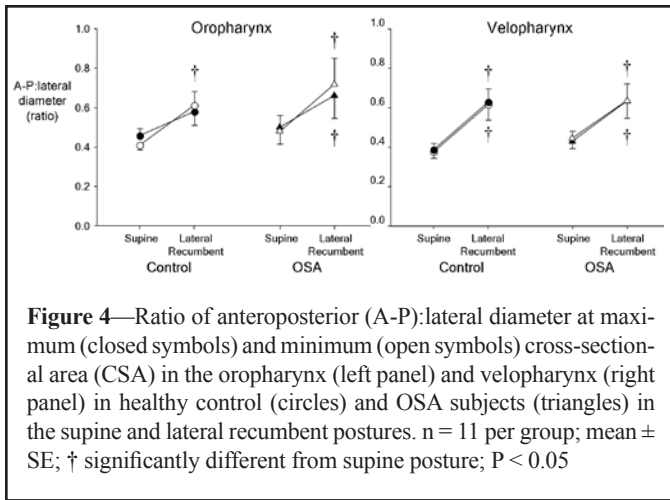 Oropharynx
Velopharynx
A-P:lateral
diameter
(ratio)
1.0
0.8
0.6
0.4
0.2
0.0
†
†
†
Supine
Lateral
Recumbent
Supine
Lateral
Recumbent
Control
OSA
1.0
0.8
0.6
0.4
0.2
0.0
†
†
†
†
Supine
Lateral
Recumbent
Supine
Lateral
Recumbent
Control
OSA
Figure 4—Ratio of anteroposterior (A-P):lateral diameter at maxi-
mum (closed symbols) and minimum (open symbols) cross-section-
al area (CSA) in the oropharynx (left panel) and velopharynx (right
panel) in healthy control (circles) and OSA subjects (triangles) in
the supine and lateral recumbent postures. n = 11 per group; mean ±
SE; † significantly different from supine posture; P < 0.05